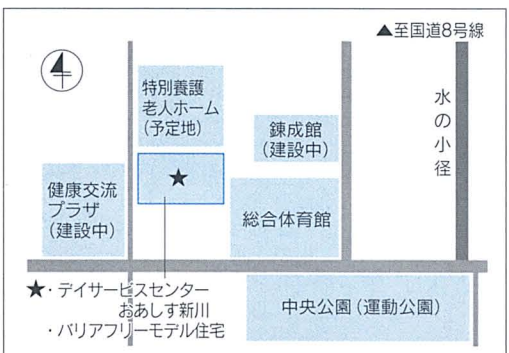 ▲至国道8号線
特別養護
老人ホーム
(予定地)
水の小径
錬成館
(建設中)
★
健康交流
プラザ
(建設中)
総合体育館
★・デイサービスセンター
おあしす新川
・バリアフリーモデル住宅
中央公園(運動公園)